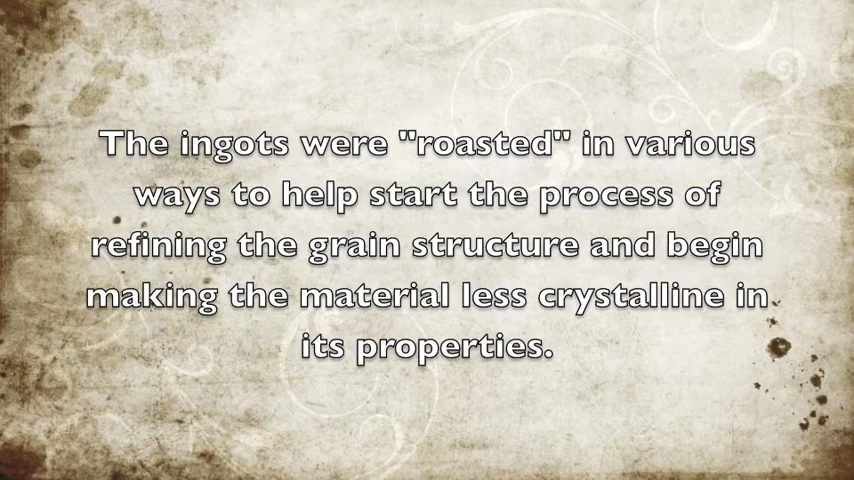 The ingots were "roasted" in various
ways to help start the process of
refining the grain structure and begin
making the material less crystalline in
its properties.